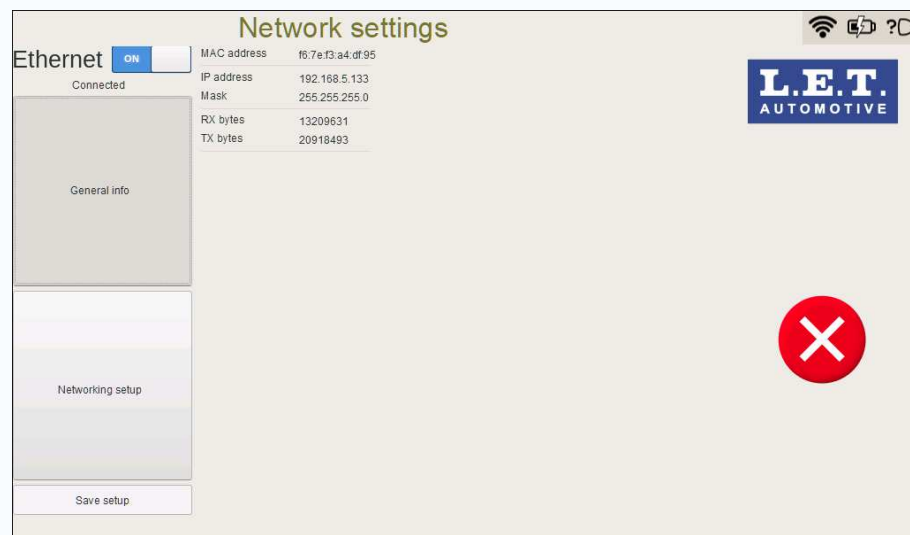 Network settings
?C
Ethernet ON
Connected
MAC address f6:7e:f3:a4:df:95
IP address 192.168.5.133
Mask 255.255.255.0
RX bytes 13209631
TX bytes 20918493
L.E.T.
AUTOMOTIVE
General info
Networking setup
Save setup